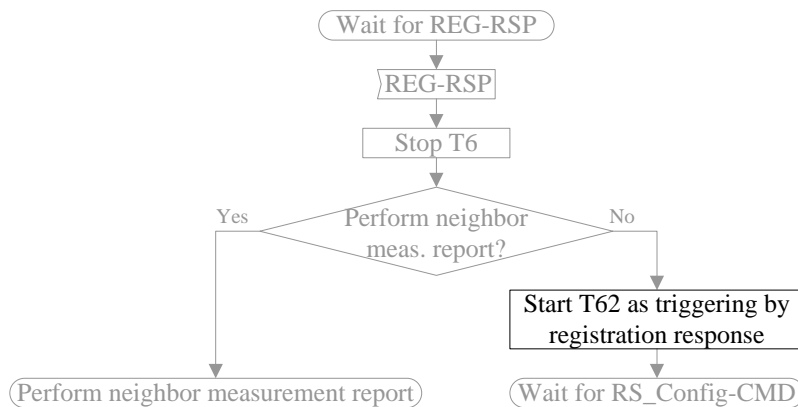 Wait for REG-RSP
REG-RSP
Stop T6
Yes
Perform neighbor
meas. report?
No
Start T62 as triggering by
registration response
Perform neighbor measurement report
Wait for RS_Config-CMD